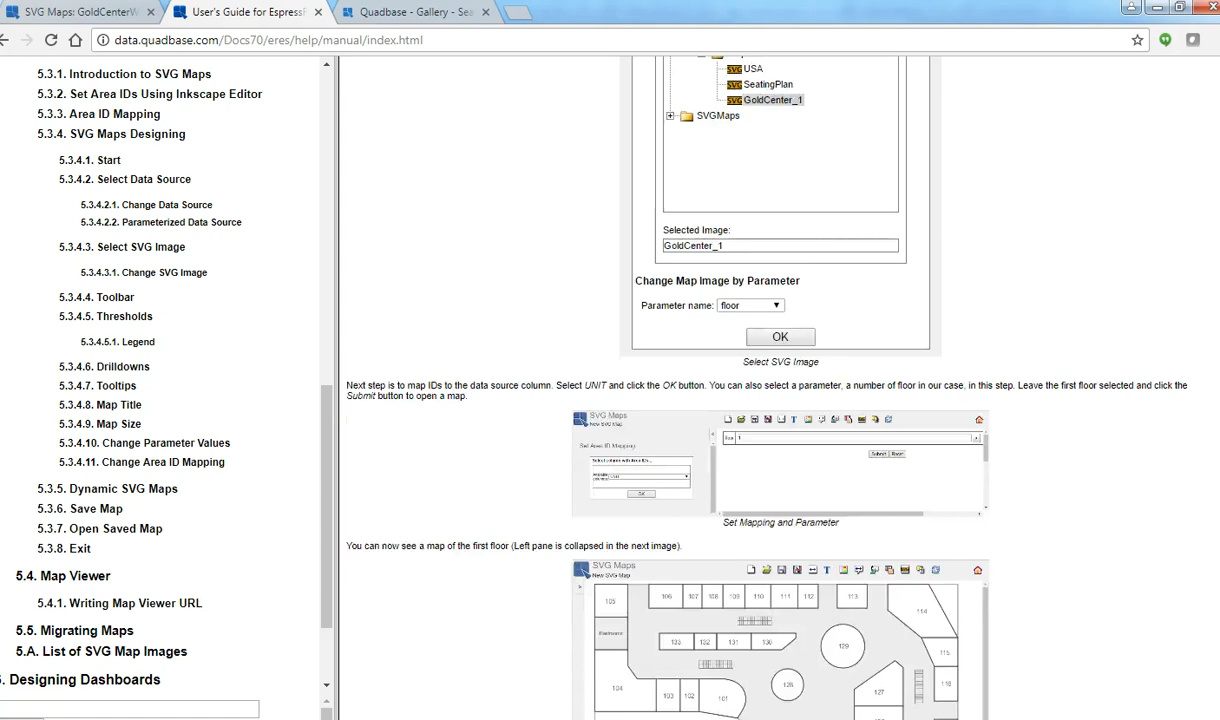 SVG Maps: GoldCenterW
User's Guide for Espress
Quadbase - Gallery - Sea
data.quadbase.com/Docs70/eres/help/manual/index.html
5.3.1. Introduction to SVG Maps
5.3.2. Set Area IDs Using Inkscape Editor
5.3.3. Area ID Mapping
5.3.4. SVG Maps Designing
5.3.4.1. Start
5.3.4.2. Select Data Source
5.3.4.2.1. Change Data Source
5.3.4.2.2. Parameterized Data Source
5.3.4.3. Select SVG Image
5.3.4.3.1. Change SVG Image
5.3.4.4. Toolbar
5.3.4.5. Thresholds
5.3.4.5.1. Legend
5.3.4.6. Drilldowns
5.3.4.7. Tooltips
5.3.4.8. Map Title
5.3.4.9. Map Size
5.3.4.10. Change Parameter Values
5.3.4.11. Change Area ID Mapping
5.3.5. Dynamic SVG Maps
5.3.6. Save Map
5.3.7. Open Saved Map
5.3.8. Exit
5.4. Map Viewer
5.4.1. Writing Map Viewer URL
5.5. Migrating Maps
5.A. List of SVG Map Images
. Designing Dashboards
SVG USA
SVG SeatingPlan
SVG GoldCenter_1
SVGMaps
Selected Image:
GoldCenter_1
Change Map Image by Parameter
Parameter name: floor
OK
Select SVG Image
Next step is to map IDs to the data source column. Select UNIT and click the OK button. You can also select a parameter, a number of floor in our case, in this step. Leave the first floor selected and click the
Submit button to open a map.
SVG Maps
New SVG Map
Set Area ID Mapping
OK
floor 1
Submit Reset
Set Mapping and Parameter
You can now see a map of the first floor (Left pane is collapsed in the next image).
SVG Maps
New SVG Map
105 106 107 108 109 110 111 112 113 114
133 132 131 130 129 115
104 103 102 101 127 118